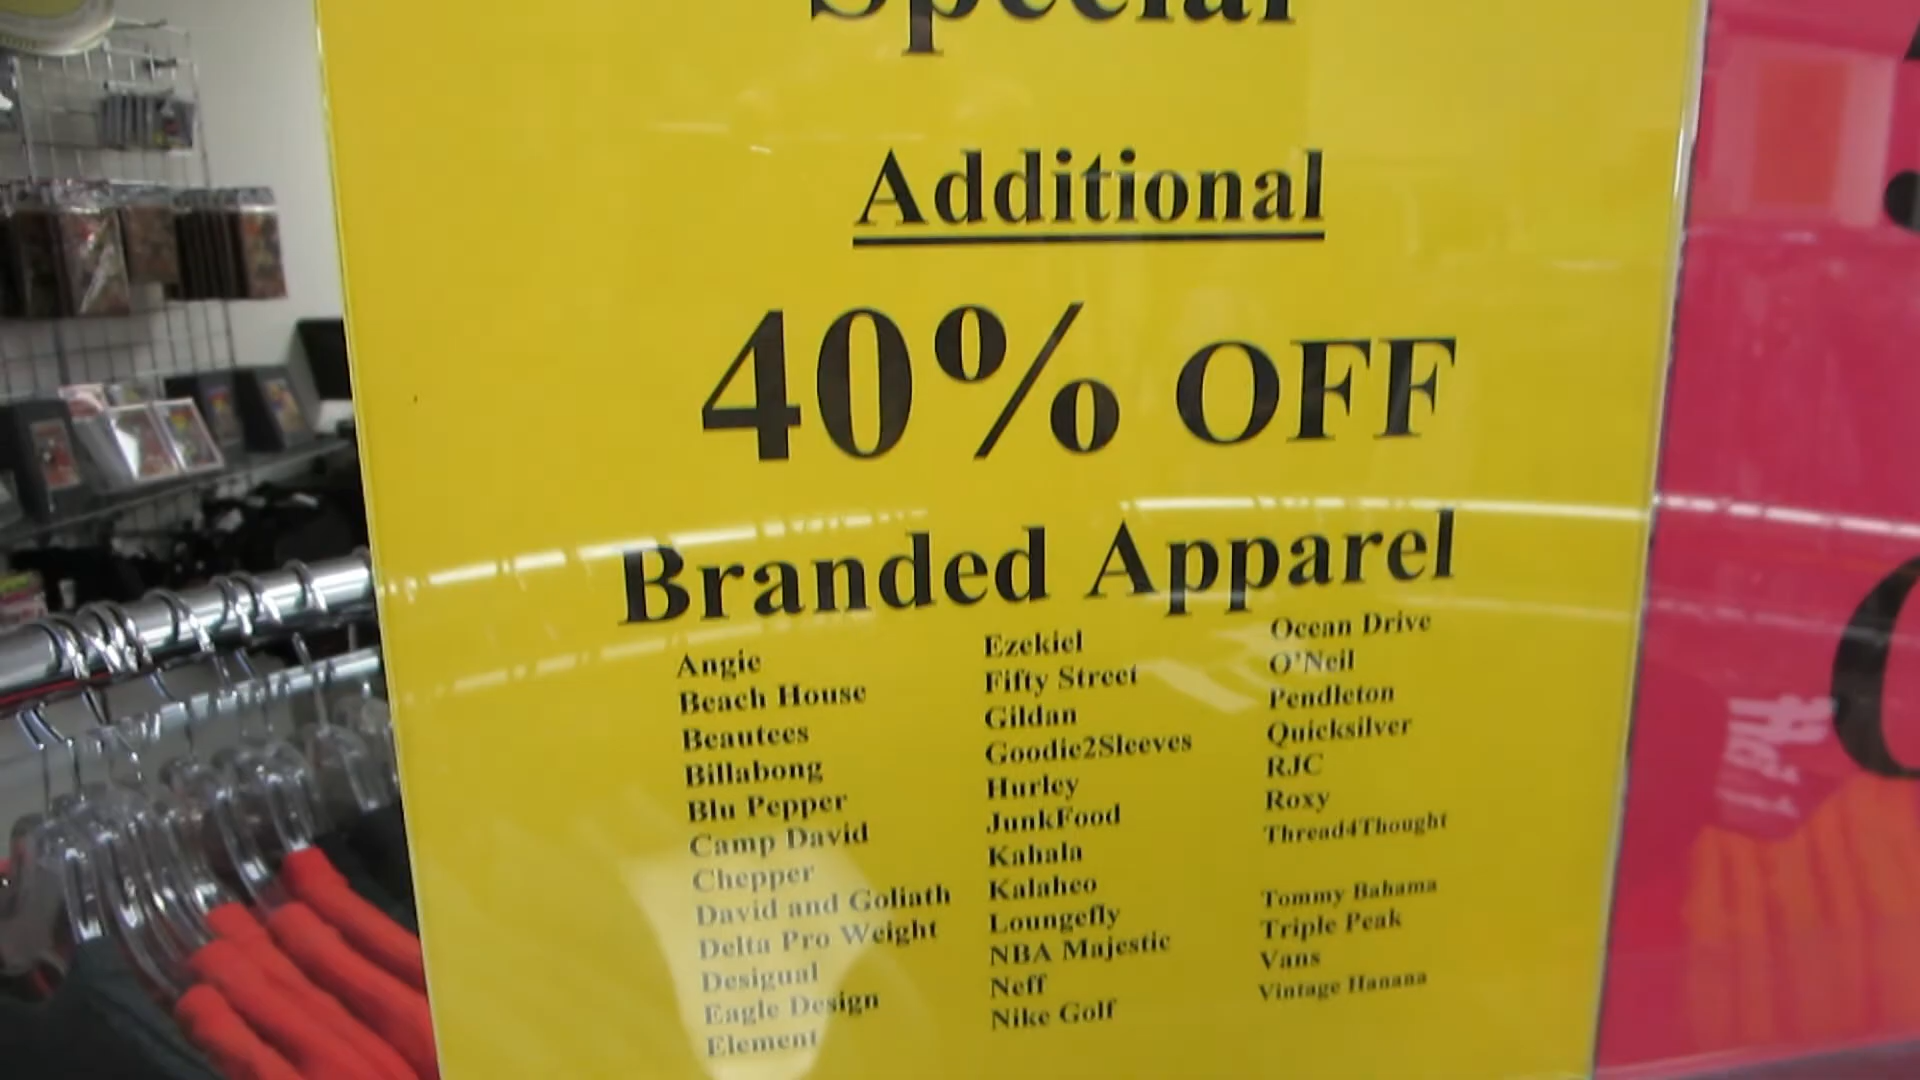 Special
Additional
40% OFF
Branded Apparel
Angie
Beach House
Beautees
Billabong
Blu Pepper
Camp David
Chepper
David and Goliath
Delta Pro Weight
Desigual
Eagle Design
Element
Ezekiel
Fifty Street
Gildan
Goodie2Sleeves
Hurley
JunkFood
Kahala
Kalaheo
Loungefly
NBA Majestic
Neff
Nike Golf
Ocean Drive
O'Neil
Pendleton
Quicksilver
RJC
Roxy
Thread4Thought
Tommy Bahama
Triple Peak
Vans
Vintage Hanana